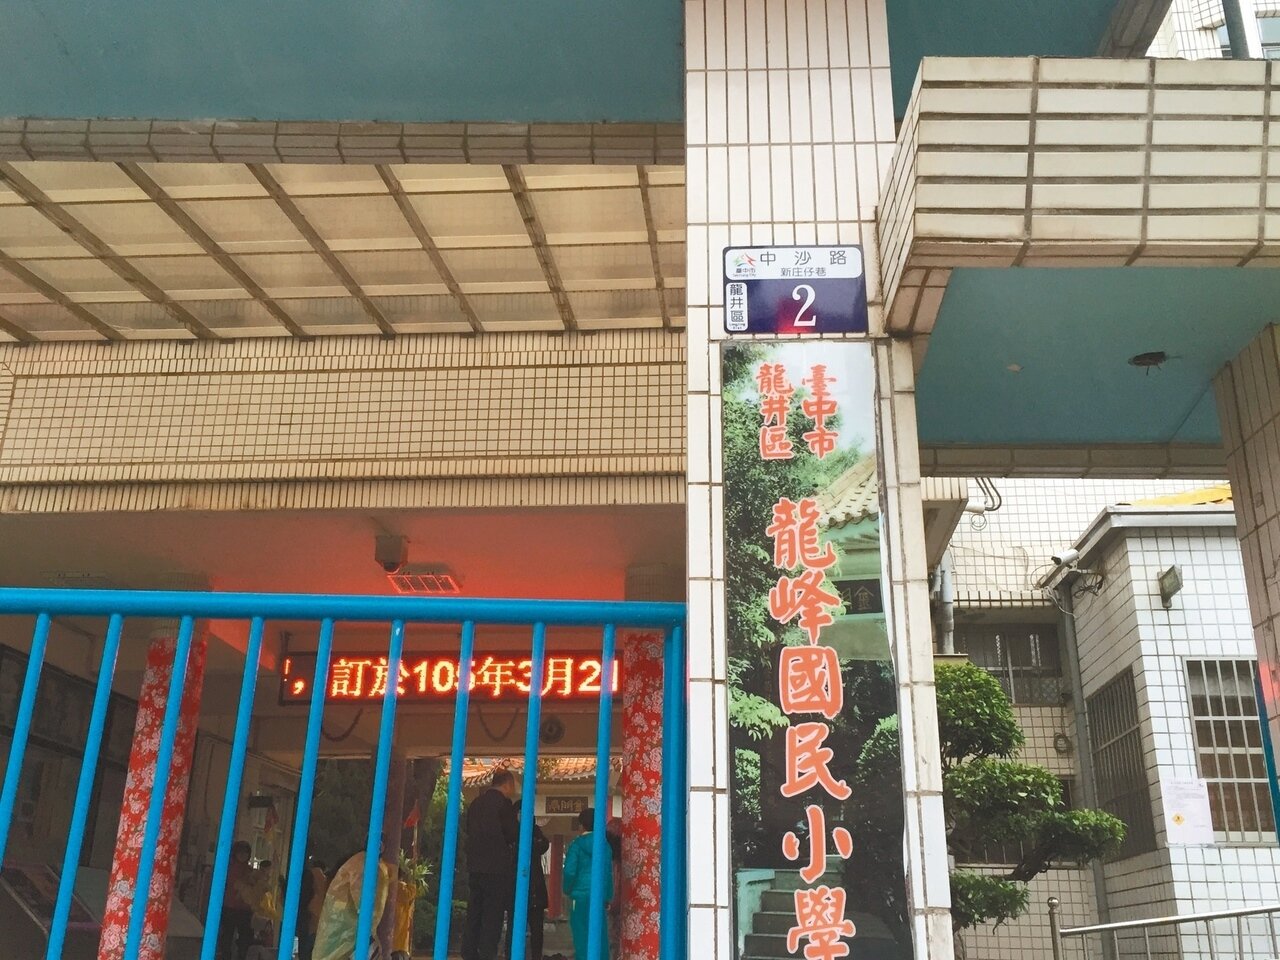 中沙路
新庄仔巷
臺中市
龍井區
2
臺中市
龍井區
龍峰國民小學
，訂於105年3月21